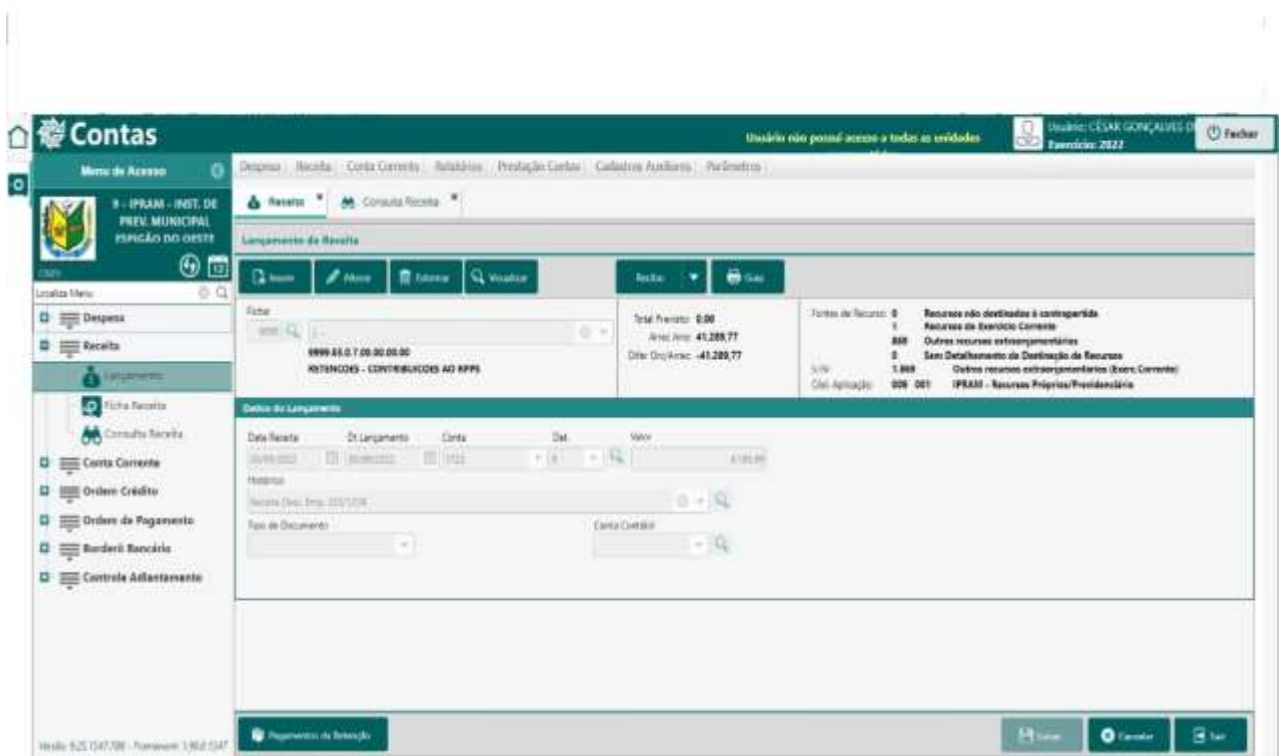 Contas
Usuário não possui acesso a todas as unidades
Usuário: CÉSAR GONÇALVES D
Exercício: 2022
Fechar
Menu de Acesso
Despesa Receita Conta Corrente Relatórios Prestação Contas Cadastros Auxiliares Parâmetros
9 - IPRAM - INST. DE PREV. MUNICIPAL ESPIGÃO DO OESTE
Receita Consulta Receita
Lançamento de Receita
Localiza Menu
Inserir Alterar Estornar Visualizar Recibo Guia
Despesa
Receita
Lançamento
Ficha Receita
Consulta Receita
Conta Corrente
Ordem Crédito
Ordem de Pagamento
Borderô Bancário
Controle Adiantamento
Ficha
9999.03.0.7.00.00.00.00
RETENCOES - CONTRIBUICOES AO RPPS
Total Previsto: 0,00
Arrec Ano: 41.289,77
Difer Orç/Arrec: -41.289,77
Fontes de Recurso: 0 Recursos não destinados à contrapartida
1 Recursos do Exercício Corrente
869 Outros recursos extraorçamentários
0 Sem Detalhamento da Destinação de Recursos
1.869 Outros recursos extraorçamentários (Exerc.Corrente)
Cód. Aplicação: 009 001 IPRAM - Recursos Próprios/Previdenciário
Dados do Lançamento
Data Receita Dt.Lançamento Conta Det. Valor
Histórico
Tipo de Documento Conta Contábil
Pagamentos da Retenção
Salvar Cancelar Sair